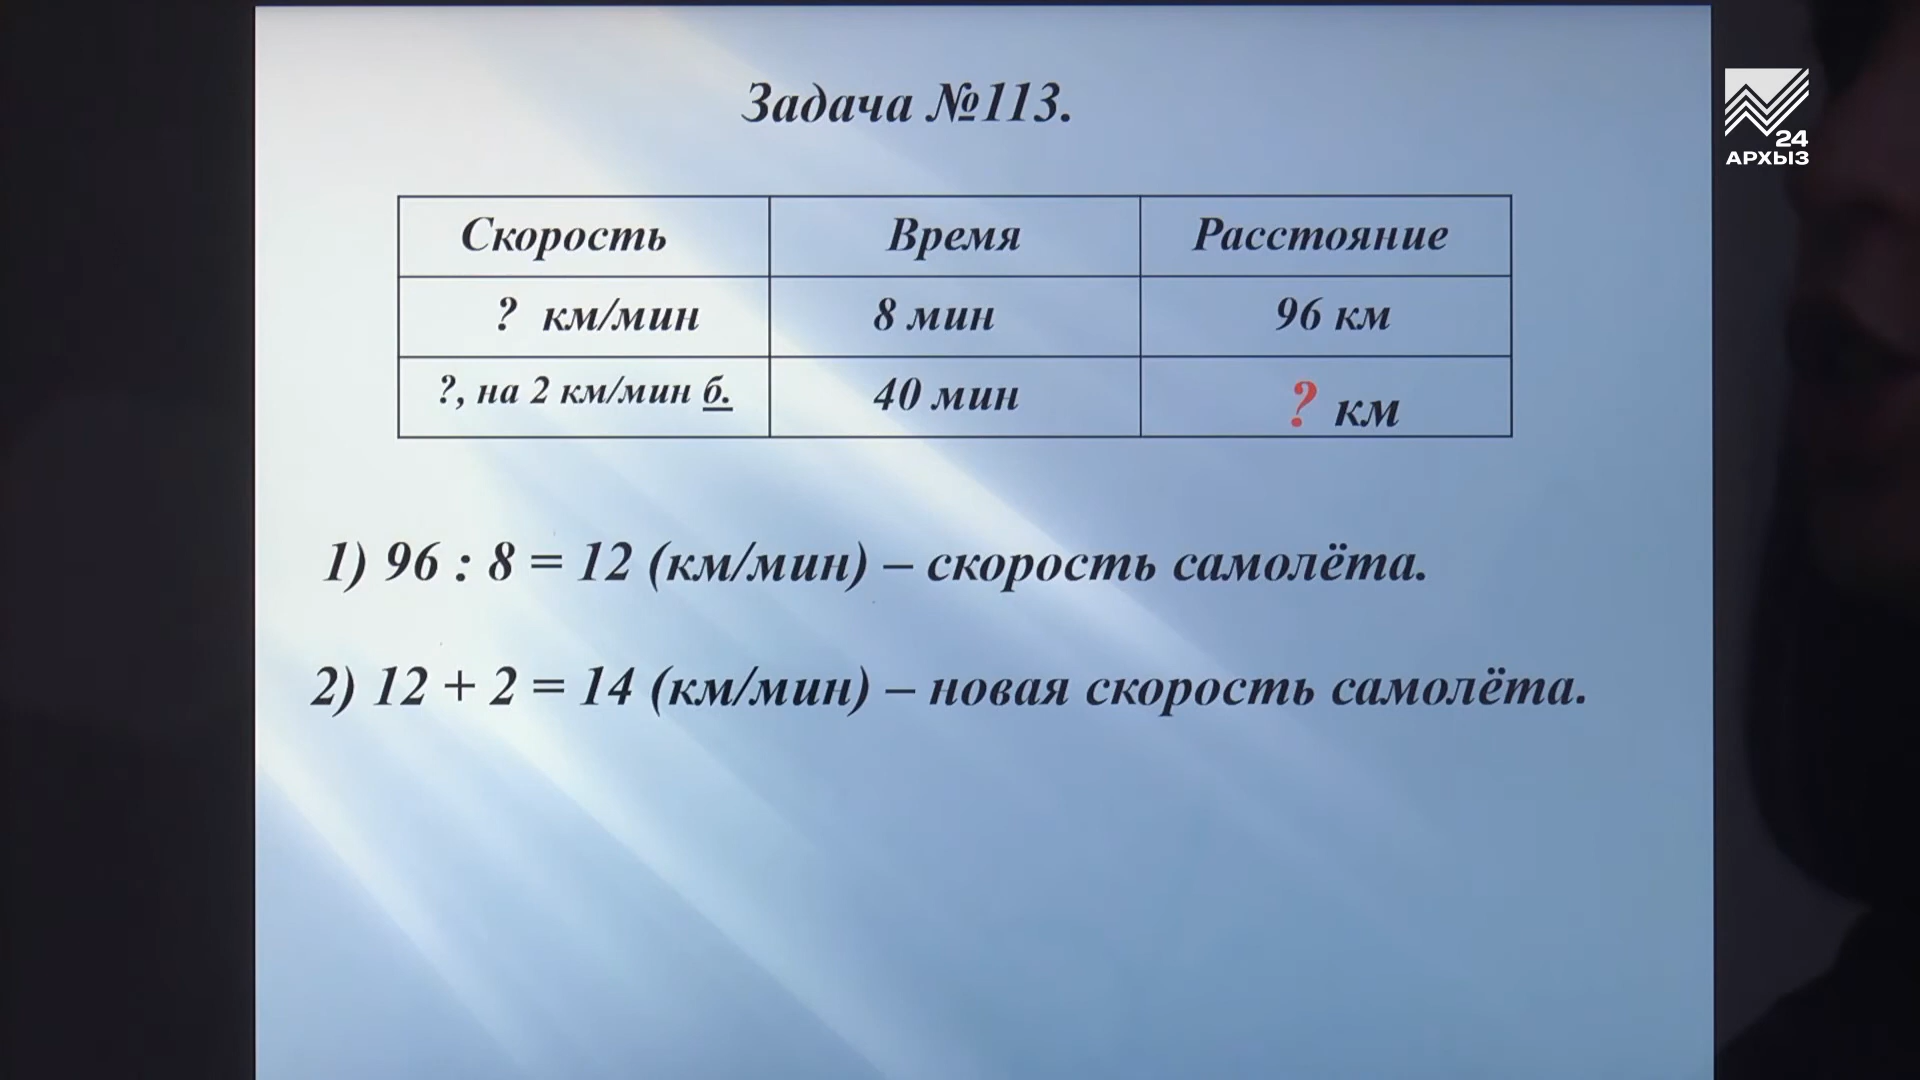 Задача №113.
24
АРХЫЗ
Скорость Время Расстояние
? км/мин 8 мин 96 км
?, на 2 км/мин б. 40 мин ? км
1) 96 : 8 = 12 (км/мин) – скорость самолёта.
2) 12 + 2 = 14 (км/мин) – новая скорость самолёта.